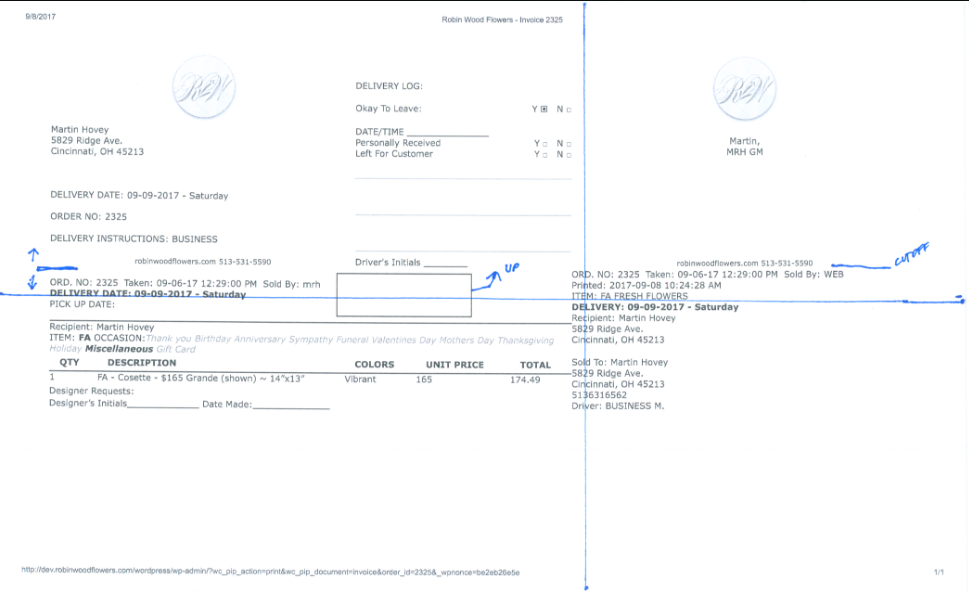 9/8/2017
Robin Wood Flowers - Invoice 2325
RLW
RLW
DELIVERY LOG:
Okay To Leave: Y N
DATE/TIME
Personally Received Y N
Left For Customer Y N
Martin Hovey
5829 Ridge Ave.
Cincinnati, OH 45213
Martin,
MRH GM
DELIVERY DATE: 09-09-2017 - Saturday
ORDER NO: 2325
DELIVERY INSTRUCTIONS: BUSINESS
robinwoodflowers.com 513-531-5590
Driver's Initials
UP
robinwoodflowers.com 513-531-5590
CUTOFF
ORD. NO: 2325 Taken: 09-06-17 12:29:00 PM Sold By: mrh
DELIVERY DATE: 09-09-2017 - Saturday
PICK UP DATE:
Recipient: Martin Hovey
ITEM: FA OCCASION:Thank you Birthday Anniversary Sympathy Funeral Valentines Day Mothers Day Thanksgiving
Holiday Miscellaneous Gift Card
QTY DESCRIPTION COLORS UNIT PRICE TOTAL
1 FA - Cosette - $165 Grande (shown) ~ 14"x13" Vibrant 165 174.49
Designer Requests:
Designer's Initials Date Made:
ORD. NO: 2325 Taken: 09-06-17 12:29:00 PM Sold By: WEB
Printed: 2017-09-08 10:24:28 AM
ITEM: FA FRESH FLOWERS
DELIVERY: 09-09-2017 - Saturday
Recipient: Martin Hovey
5829 Ridge Ave.
Cincinnati, OH 45213
Sold To: Martin Hovey
5829 Ridge Ave.
Cincinnati, OH 45213
5136316562
Driver: BUSINESS M.
http://dev.robinwoodflowers.com/wordpress/wp-admin/?wc_pip_action=print&wc_pip_document=invoice&order_id=2325&_wpnonce=be2eb26e5e
1/1